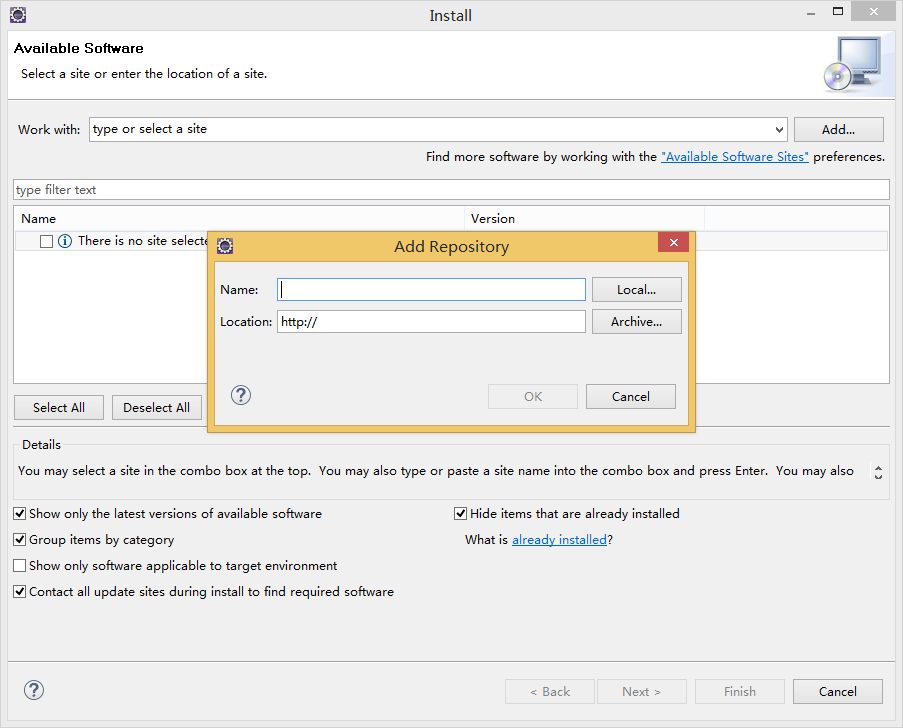 Install
Available Software
Select a site or enter the location of a site.
Work with: type or select a site Add...
Find more software by working with the "Available Software Sites" preferences.
type filter text
Name Version
There is no site selecte
Add Repository
Name: Local...
Location: http:// Archive...
OK Cancel
Select All Deselect All
Details
You may select a site in the combo box at the top. You may also type or paste a site name into the combo box and press Enter. You may also
Show only the latest versions of available software Hide items that are already installed
Group items by category What is already installed?
Show only software applicable to target environment
Contact all update sites during install to find required software
< Back Next > Finish Cancel